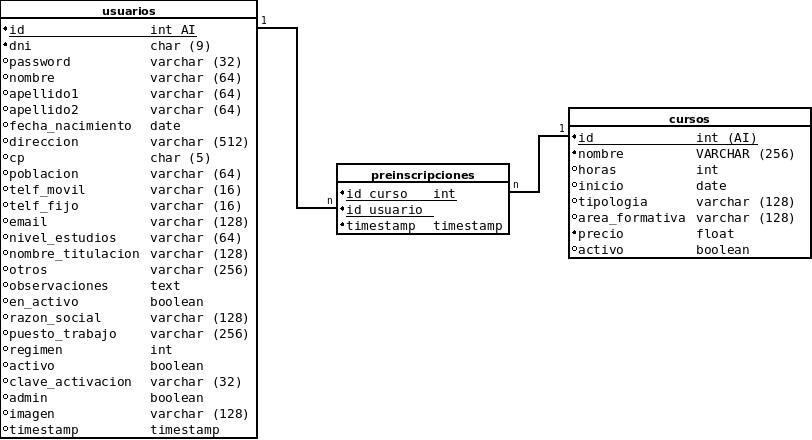 usuarios
id int AI
dni char (9)
password varchar (32)
nombre varchar (64)
apellido1 varchar (64)
apellido2 varchar (64)
fecha_nacimiento date
direccion varchar (512)
cp char (5)
poblacion varchar (64)
telf_movil varchar (16)
telf_fijo varchar (16)
email varchar (128)
nivel_estudios varchar (64)
nombre_titulacion varchar (128)
otros varchar (256)
observaciones text
en_activo boolean
razon_social varchar (128)
puesto_trabajo varchar (256)
regimen int
activo boolean
clave_activacion varchar (32)
admin boolean
imagen varchar (128)
timestamp timestamp
1
n
preinscripciones
id curso int
id usuario
timestamp timestamp
n
1
cursos
id int (AI)
nombre VARCHAR (256)
horas int
inicio date
tipologia varchar (128)
area_formativa varchar (128)
precio float
activo boolean